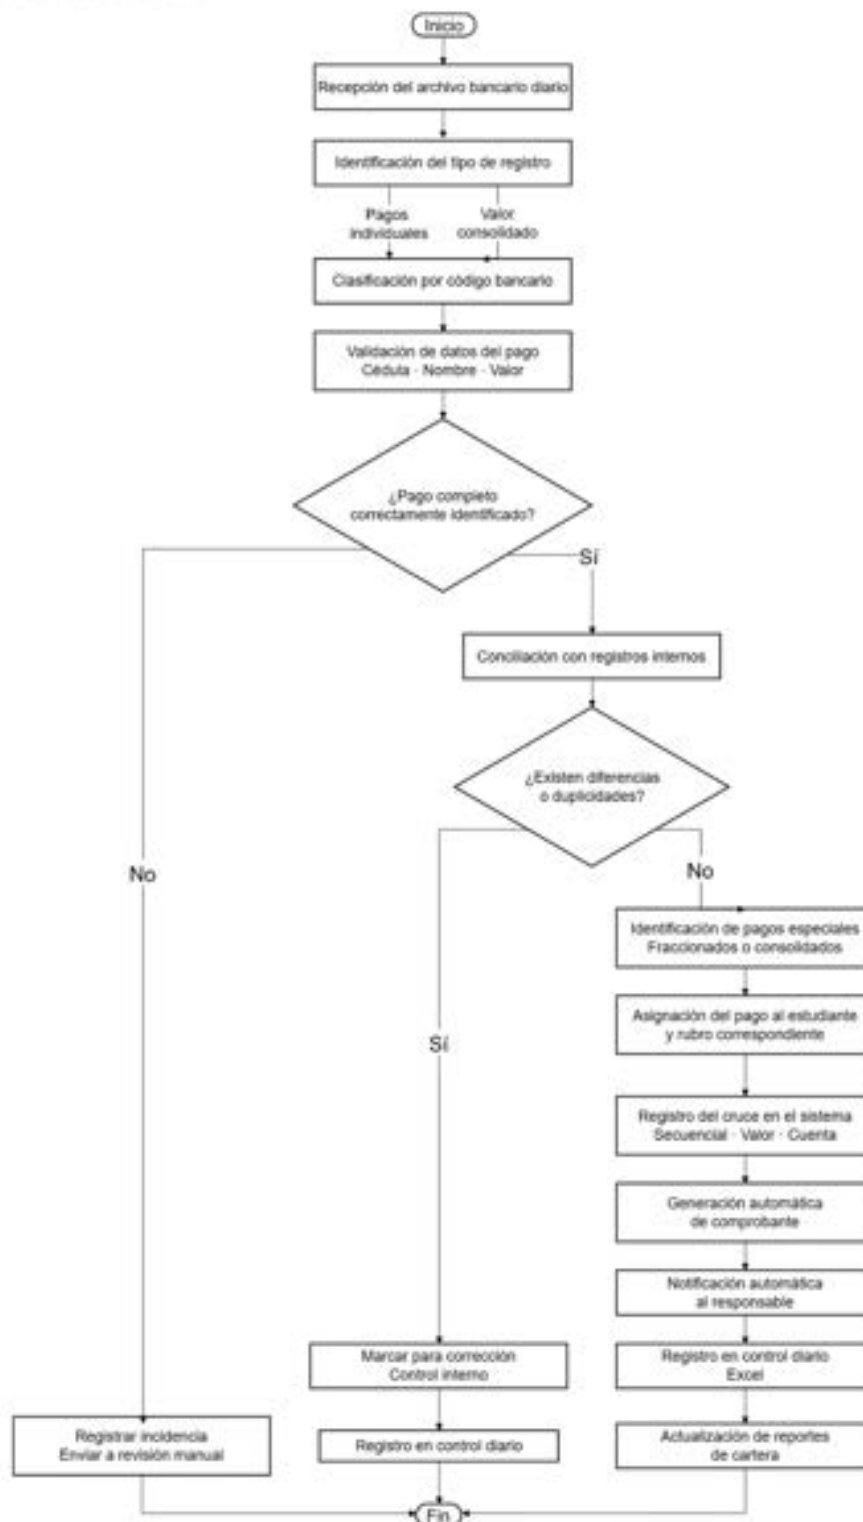 Inicio
Recepción del archivo bancario diario
Identificación del tipo de registro
Pagos
individuales
Valor
consolidado
Clasificación por código bancario
Validación de datos del pago
Cédula · Nombre · Valor
¿Pago completo
correctamente identificado?
Sí
Conciliación con registros internos
¿Existen diferencias
o duplicidades?
No
No
Identificación de pagos especiales
Fraccionados o consolidados
Asignación del pago al estudiante
y rubro correspondiente
Sí
Registro del cruce en el sistema
Secuencial · Valor · Cuenta
Generación automática
de comprobante
Notificación automática
al responsable
Marcar para corrección
Control interno
Registro en control diario
Excel
Registrar incidencia
Enviar a revisión manual
Registro en control diario
Actualización de reportes
de cartera
Fin